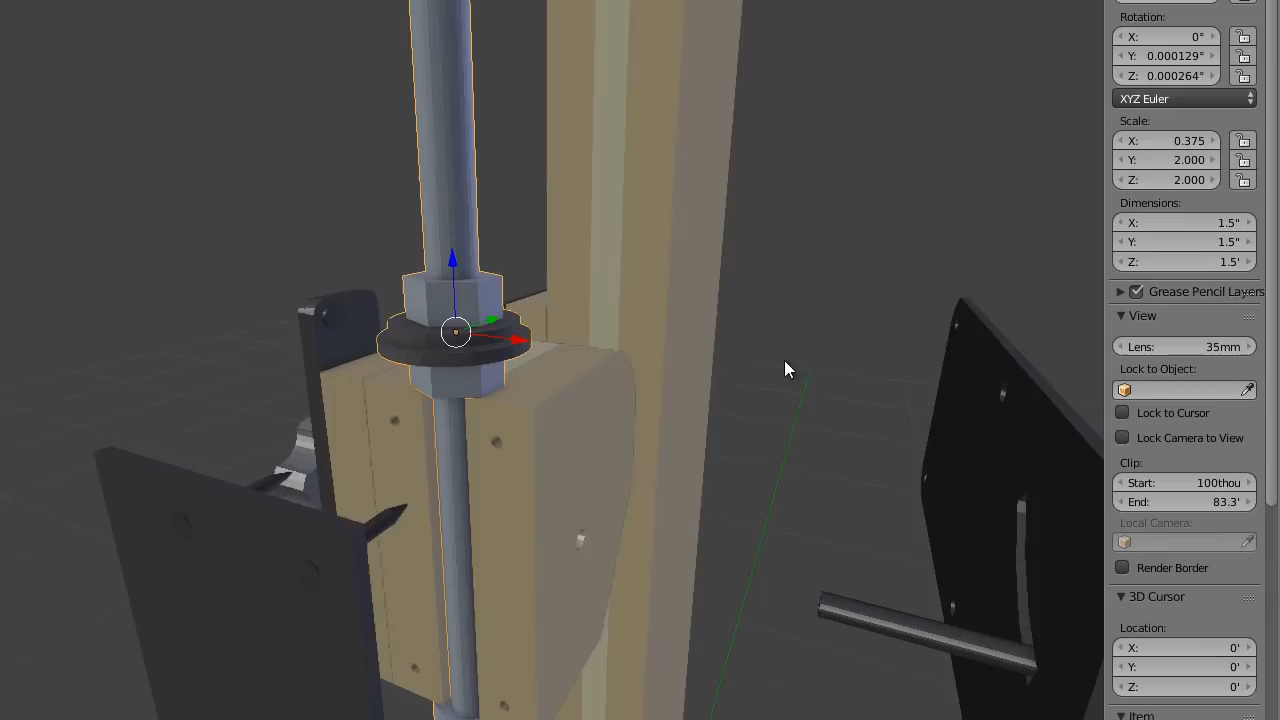 Rotation:
X: 0°
Y: 0.000129°
Z: 0.000264°
XYZ Euler
Scale:
X: 0.375
Y: 2.000
Z: 2.000
Dimensions:
X: 1.5"
Y: 1.5"
Z: 1.5'
Grease Pencil Layers
View
Lens: 35mm
Lock to Object:
Lock to Cursor
Lock Camera to View
Clip:
Start: 100thou
End: 83.3'
Local Camera:
Render Border
3D Cursor
Location:
X: 0'
Y: 0'
Z: 0'
Item